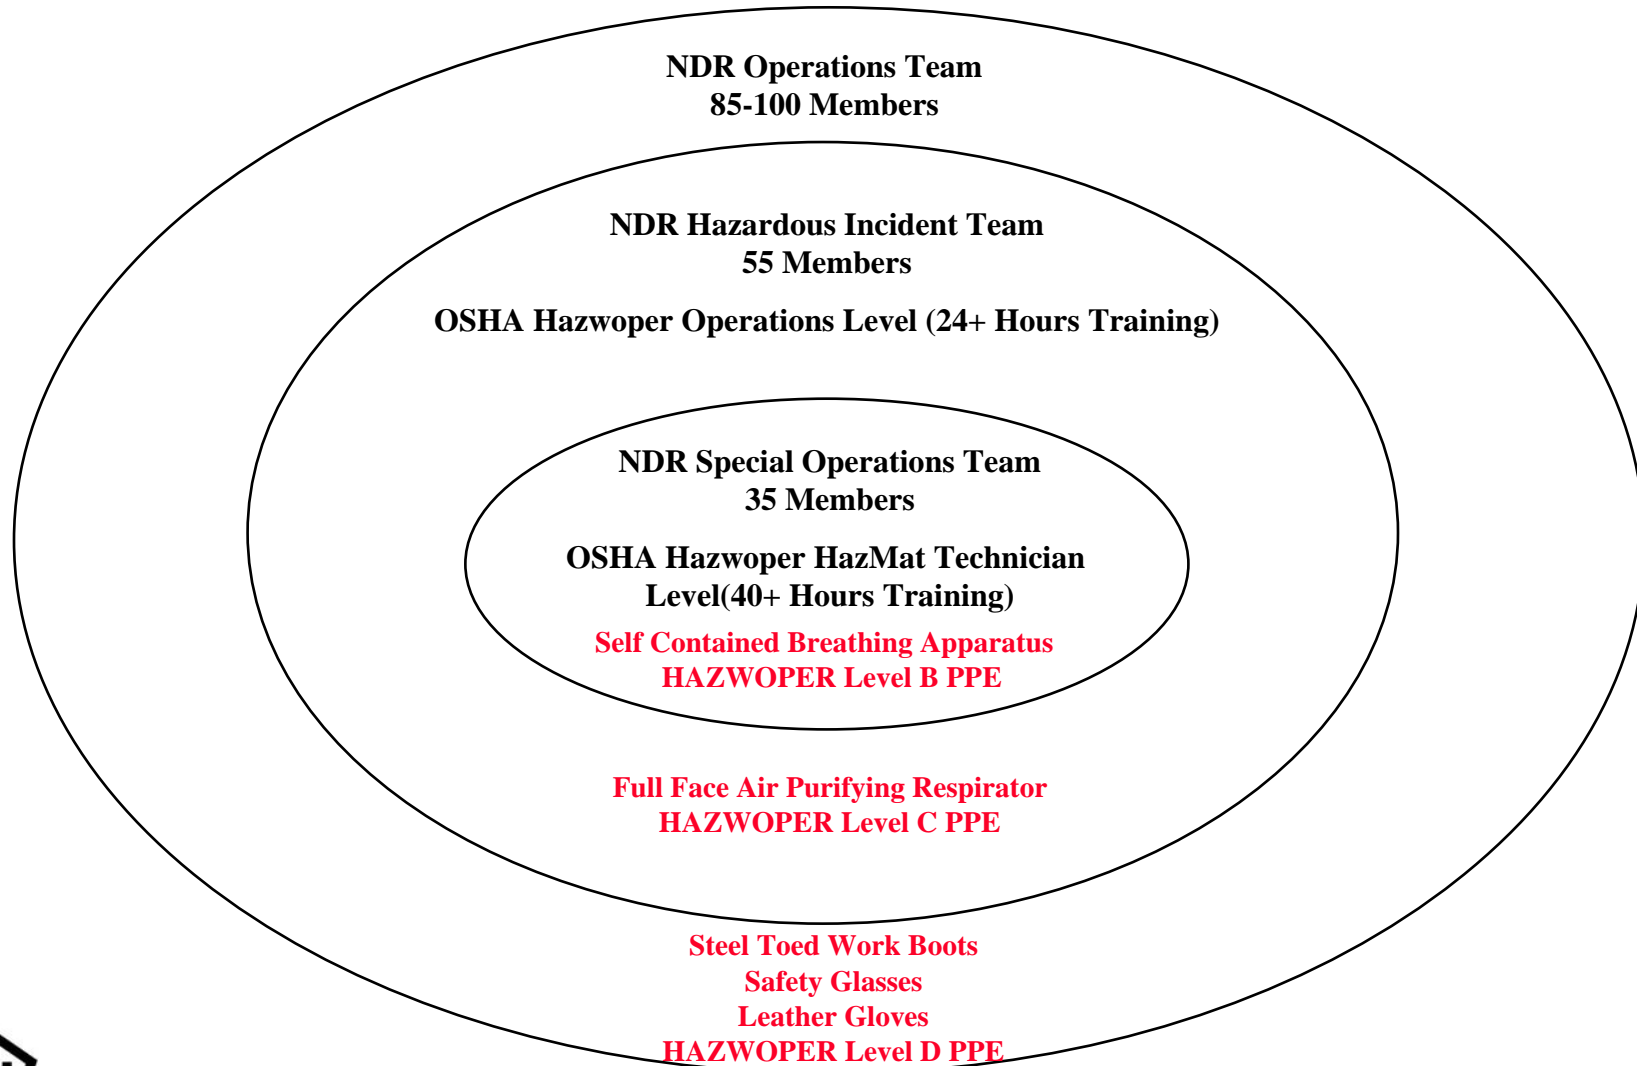 NDR Operations Team
85-100 Members
NDR Hazardous Incident Team
55 Members
OSHA Hazwoper Operations Level (24+ Hours Training)
NDR Special Operations Team
35 Members
OSHA Hazwoper HazMat Technician
Level(40+ Hours Training)
Self Contained Breathing Apparatus
HAZWOPER Level B PPE
Full Face Air Purifying Respirator
HAZWOPER Level C PPE
Steel Toed Work Boots
Safety Glasses
Leather Gloves
HAZWOPER Level D PPE